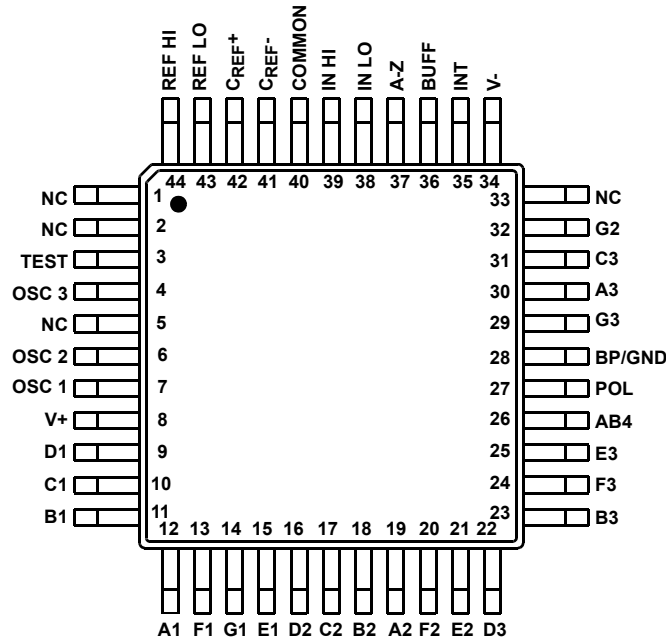 REF HI
REF LO
CREF+
CREF-
COMMON
IN HI
IN LO
A-Z
BUFF
INT
V-
44 43 42 41 40 39 38 37 36 35 34
NC 1 33 NC
NC 2 32 G2
TEST 3 31 C3
OSC 3 4 30 A3
NC 5 29 G3
OSC 2 6 28 BP/GND
OSC 1 7 27 POL
V+ 8 26 AB4
D1 9 25 E3
C1 10 24 F3
B1 11 23 B3
12 13 14 15 16 17 18 19 20 21 22
A1 F1 G1 E1 D2 C2 B2 A2 F2 E2 D3